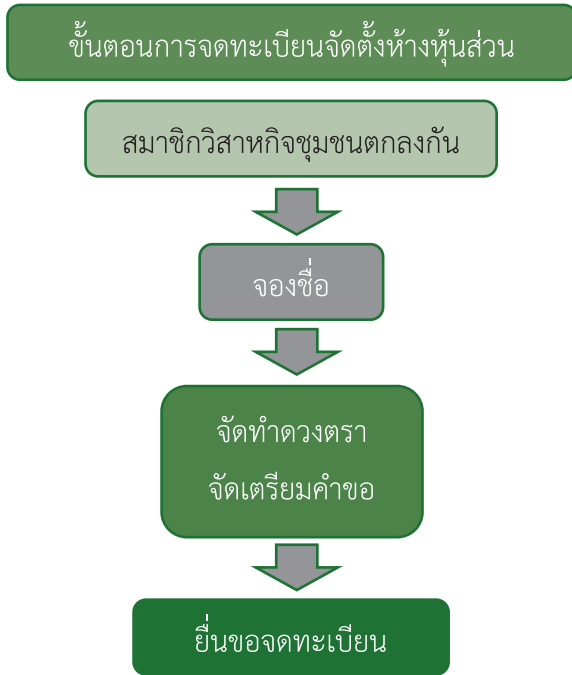 ขั้นตอนการจดทะเบียนจัดตั้งห้างหุ้นส่วน
สมาชิกวิสาหกิจชุมชนตกลงกัน
จองชื่อ
จัดทำดวงตรา
จัดเตรียมคำขอ
ยื่นขอจดทะเบียน